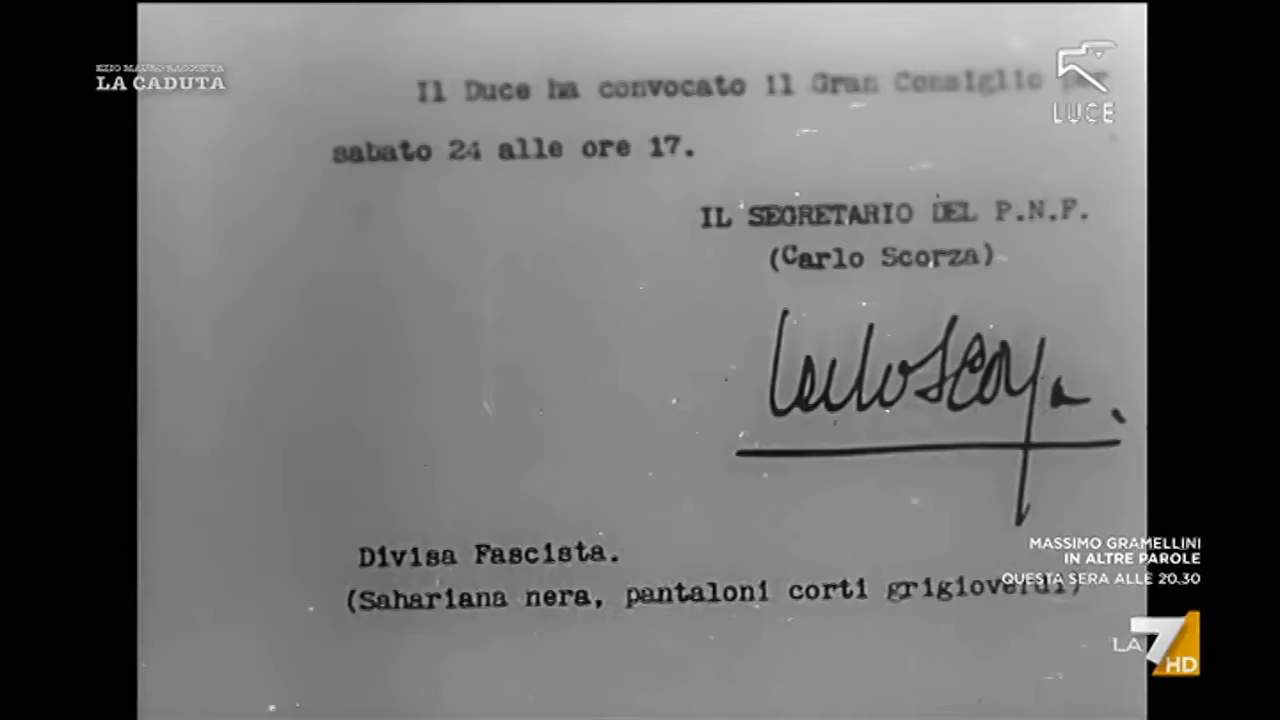 EZIO MAURO RACCONTA
LA CADUTA
LUCE
Il Duce ha convocato il Gran Consiglio per
sabato 24 alle ore 17.
IL SEGRETARIO DEL P.N.F.
(Carlo Scorza)
Carlo Scorza
Divisa Fascista.
(Sahariana nera, pantaloni corti grigioverdi)
MASSIMO GRAMELLINI
IN ALTRE PAROLE
QUESTA SERA ALLE 20.30
LA7
HD